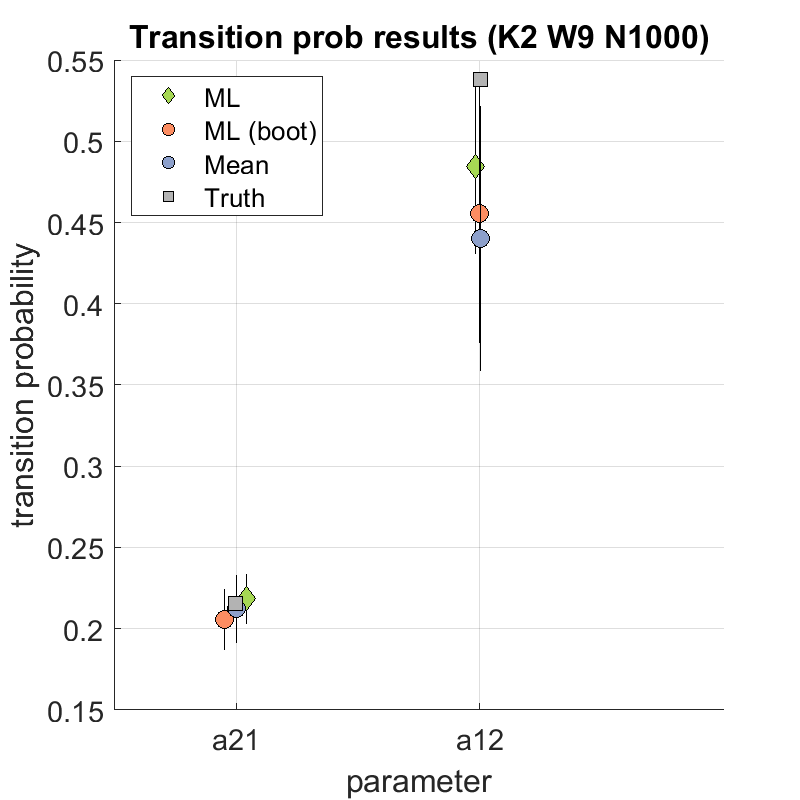 Transition prob results (K2 W9 N1000)
ML
ML (boot)
Mean
Truth
0.55
0.5
0.45
0.4
0.35
0.3
0.25
0.2
0.15
transition probability
a21
a12
parameter